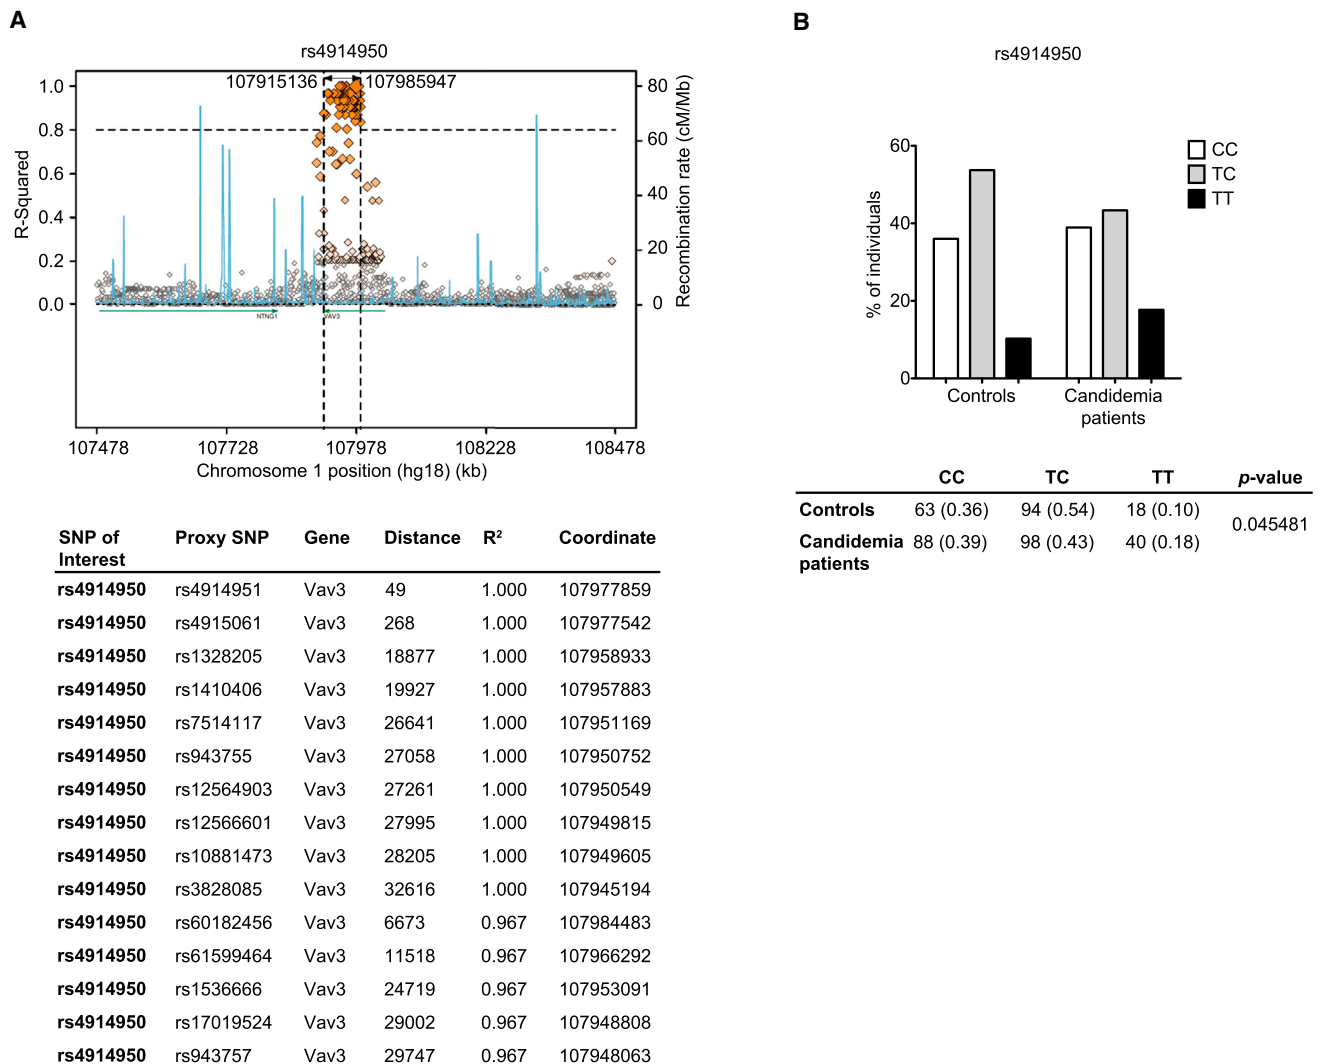 A
rs4914950
107915136
107985947
1.0
0.8
0.6
0.4
0.2
0.0
R-Squared
80
60
40
20
0
Recombination rate (cM/Mb)
NTNG1
VAV3
107478
107728
107978
108228
108478
Chromosome 1 position (hg18) (kb)
SNP of Interest Proxy SNP Gene Distance R² Coordinate
rs4914950 rs4914951 Vav3 49 1.000 107977859
rs4914950 rs4915061 Vav3 268 1.000 107977542
rs4914950 rs1328205 Vav3 18877 1.000 107958933
rs4914950 rs1410406 Vav3 19927 1.000 107957883
rs4914950 rs7514117 Vav3 26641 1.000 107951169
rs4914950 rs943755 Vav3 27058 1.000 107950752
rs4914950 rs12564903 Vav3 27261 1.000 107950549
rs4914950 rs12566601 Vav3 27995 1.000 107949815
rs4914950 rs10881473 Vav3 28205 1.000 107949605
rs4914950 rs3828085 Vav3 32616 1.000 107945194
rs4914950 rs60182456 Vav3 6673 0.967 107984483
rs4914950 rs61599464 Vav3 11518 0.967 107966292
rs4914950 rs1536666 Vav3 24719 0.967 107953091
rs4914950 rs17019524 Vav3 29002 0.967 107948808
rs4914950 rs943757 Vav3 29747 0.967 107948063
B
rs4914950
60
40
20
0
% of individuals
CC
TC
TT
Controls
Candidemia
patients
CC TC TT p-value
Controls 63 (0.36) 94 (0.54) 18 (0.10)
0.045481
Candidemia 88 (0.39) 98 (0.43) 40 (0.18)
patients